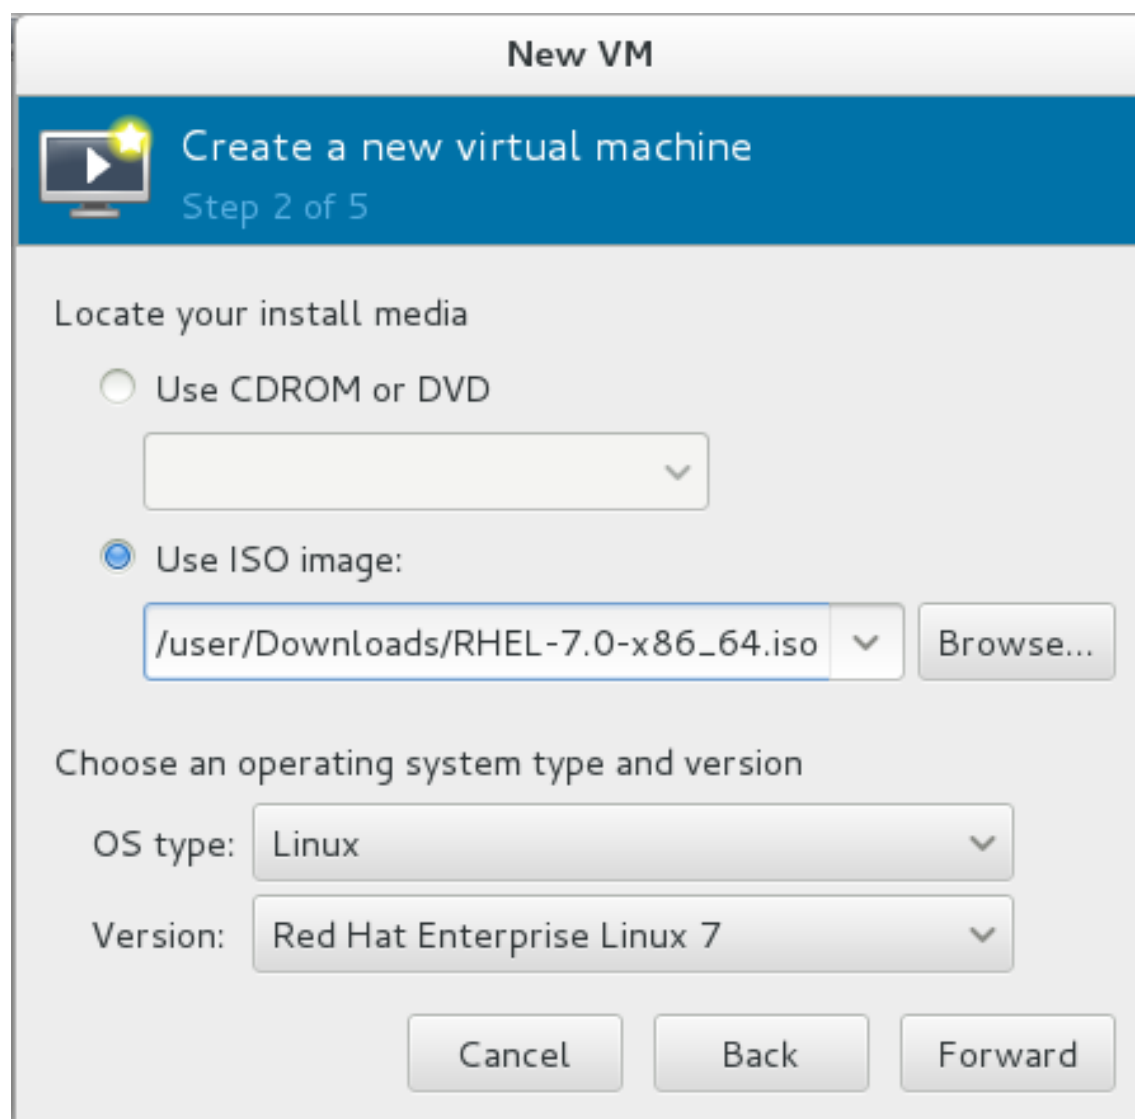 New VM
Create a new virtual machine
Step 2 of 5
Locate your install media
Use CDROM or DVD
Use ISO image:
/user/Downloads/RHEL-7.0-x86_64.iso
Browse...
Choose an operating system type and version
OS type: Linux
Version: Red Hat Enterprise Linux 7
Cancel Back Forward